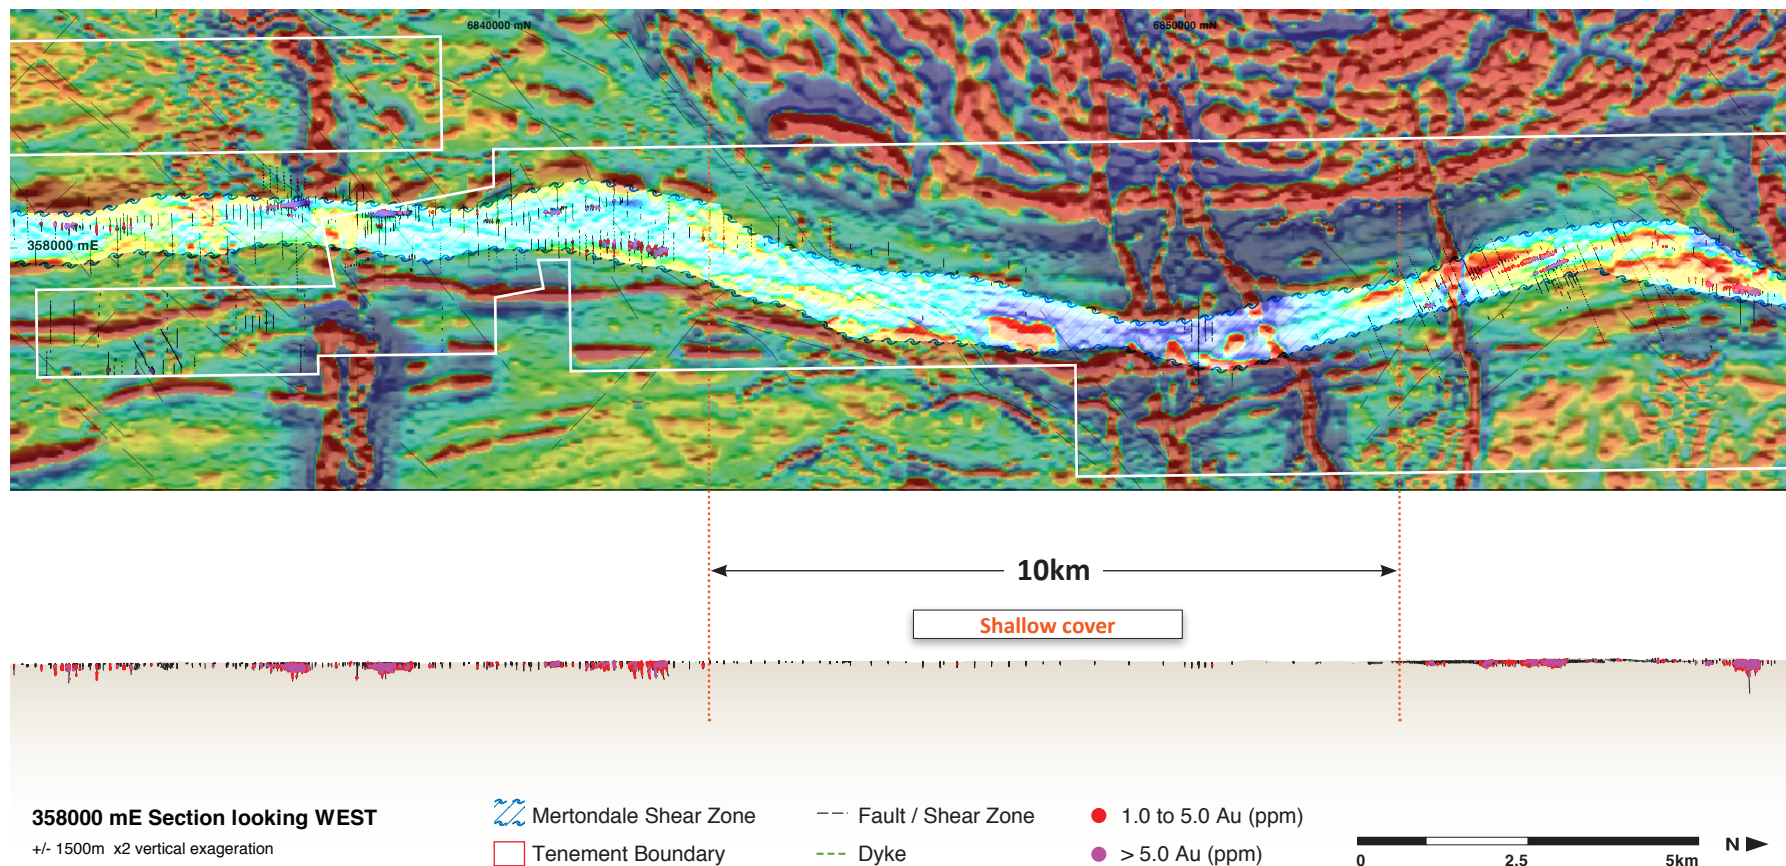 6840000 mN
6850000 mN
358000 mE
10km
Shallow cover
358000 mE Section looking WEST
+/- 1500m x2 vertical exageration
Mertondale Shear Zone
Tenement Boundary
Fault / Shear Zone
Dyke
1.0 to 5.0 Au (ppm)
> 5.0 Au (ppm)
0 2.5 5km
N